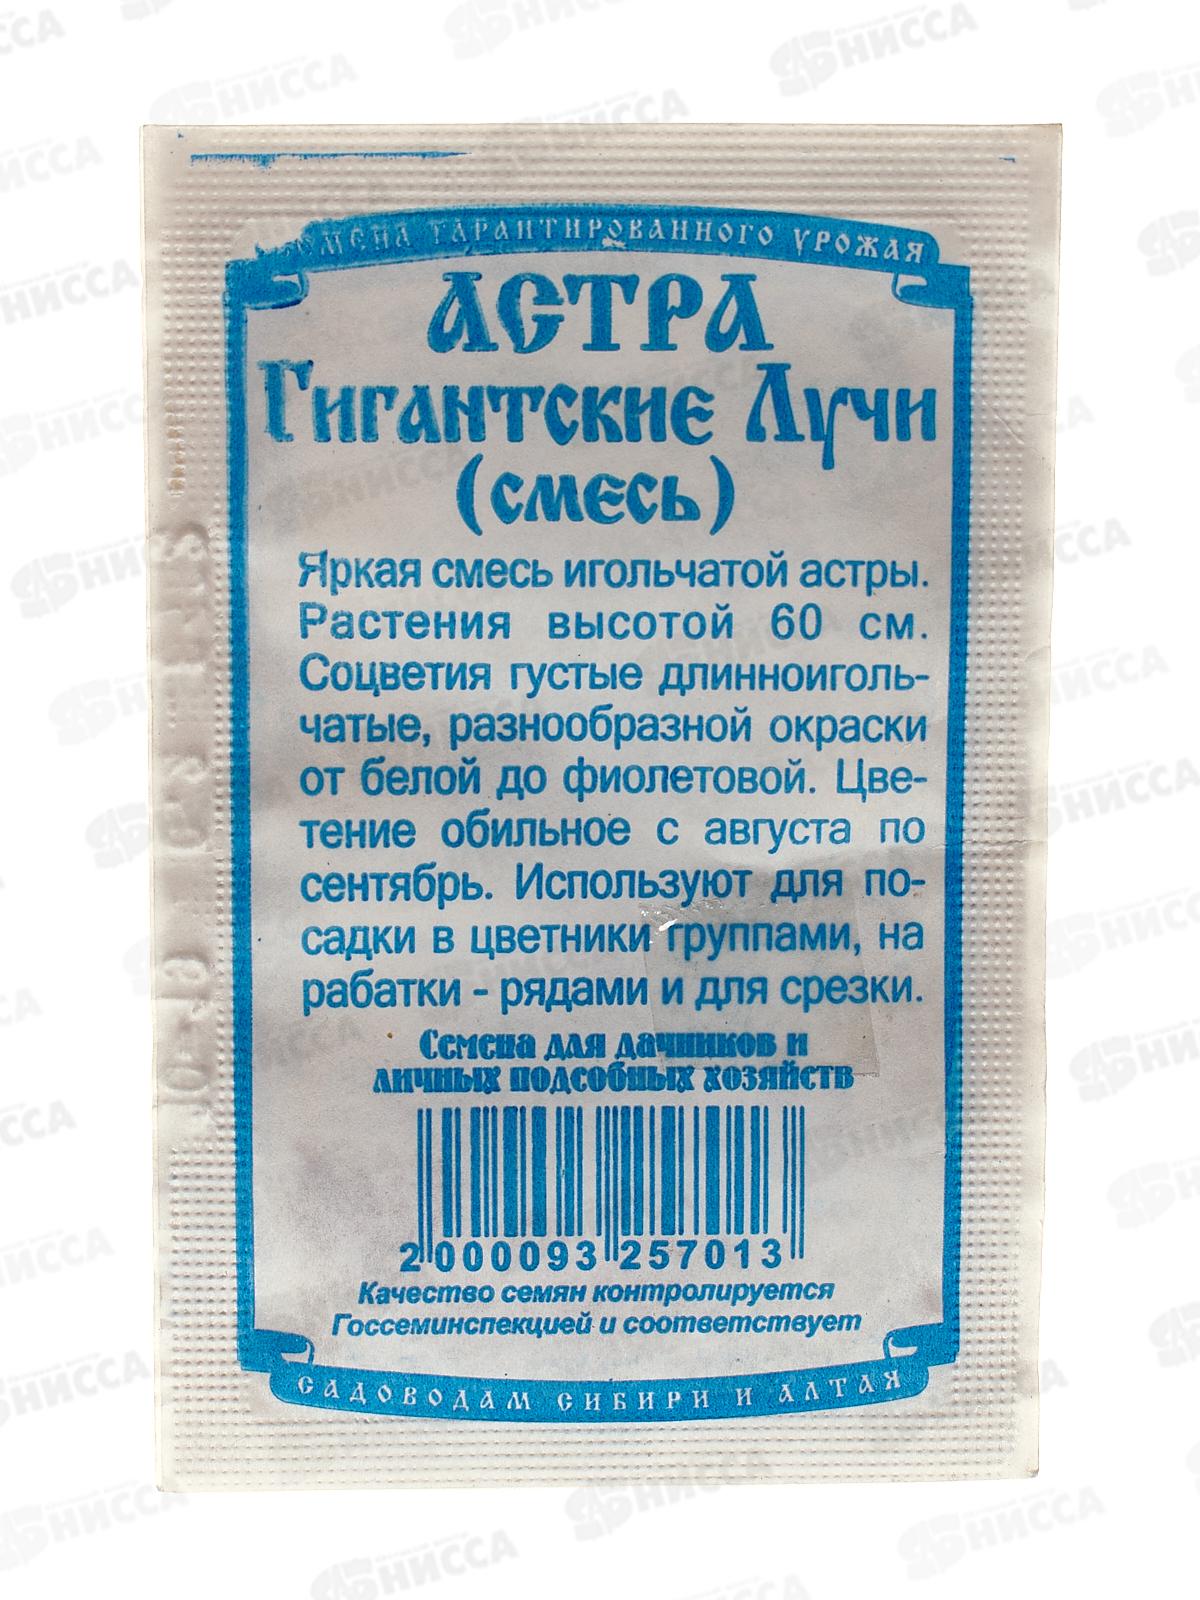 СЕМЕНА ГАРАНТИРОВАННОГО УРОЖАЯ
АСТРА
Гигантские Лучи
(смесь)
Яркая смесь игольчатой астры.
Растения высотой 60 см.
Соцветия густые длинноиголь-
чатые, разнообразной окраски
от белой до фиолетовой. Цве-
тение обильное с августа по
сентябрь. Используют для по-
садки в цветники группами, на
рабатки - рядами и для срезки.
Семена для дачников и
личных подсобных хозяйств
2 000093 257013
Качество семян контролируется
Госсеминспекцией и соответствует
САДОВОДАМ СИБИРИ И АЛТАЯ